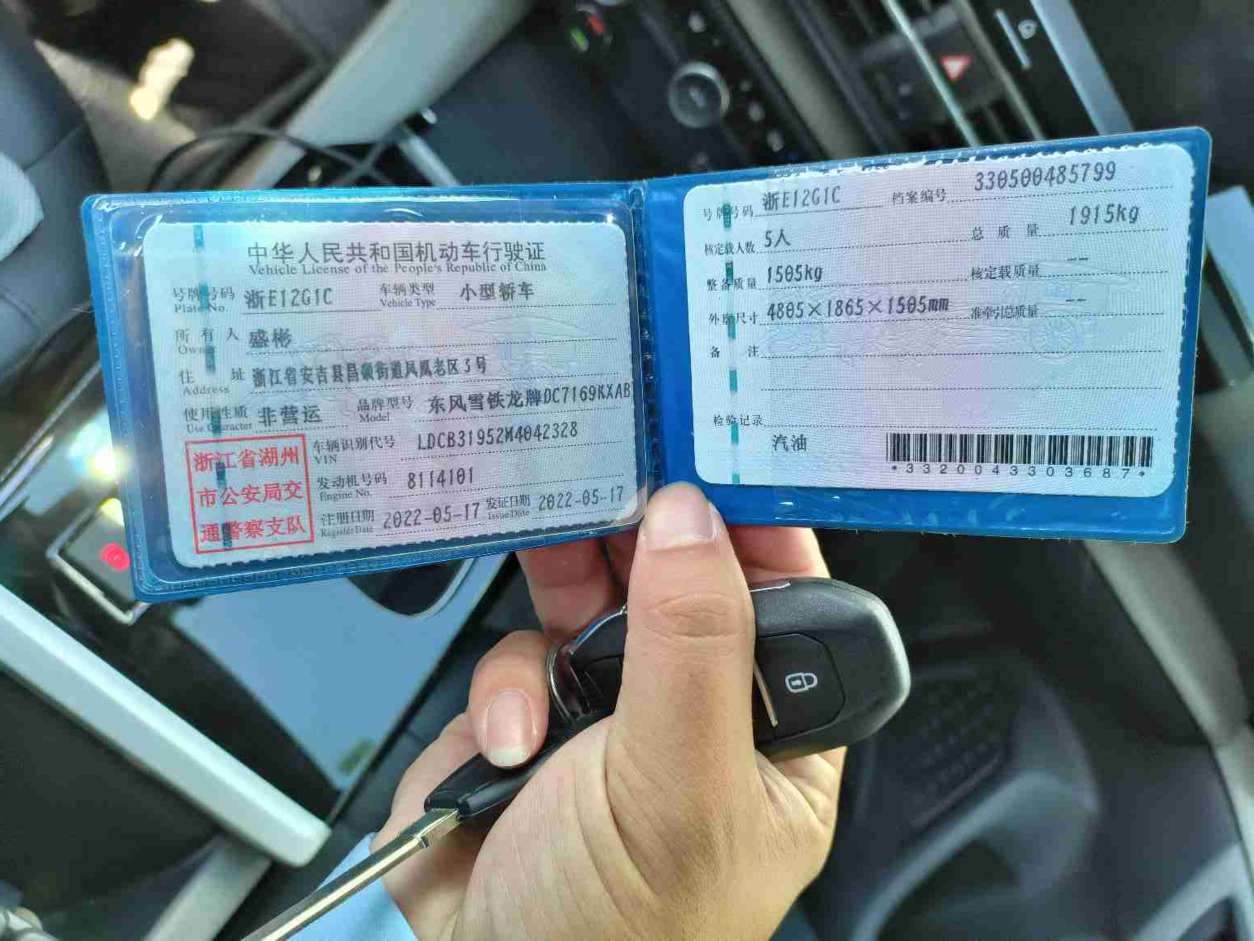 中华人民共和国机动车行驶证
Vehicle License of the People's Republic of China
号牌号码 浙E12G1C 车辆类型 小型轿车
Plate No. Vehicle Type
所有人 盛彬
Owner
住址 浙江省安吉县昌硕街道凤凰老区3号
Address
使用性质 非营运 品牌型号 东风雪铁龙牌DC7169KXAB
Use Character Model
浙江省湖州
市公安局交
通警察支队
车辆识别代号 LDCB31952M4042328
VIN
发动机号码 8114101
Engine No.
注册日期 2022-05-17 发证日期 2022-05-17
Register Date Issue Date
号牌号码 浙E12G1C 档案编号 330500485799
核定载人数 5人 总质量 1915kg
整备质量 1505kg 核定载质量 --
外廓尺寸 4805×1865×1505mm 准牵引总质量 --
备注
检验记录
汽油
*3320043303687*